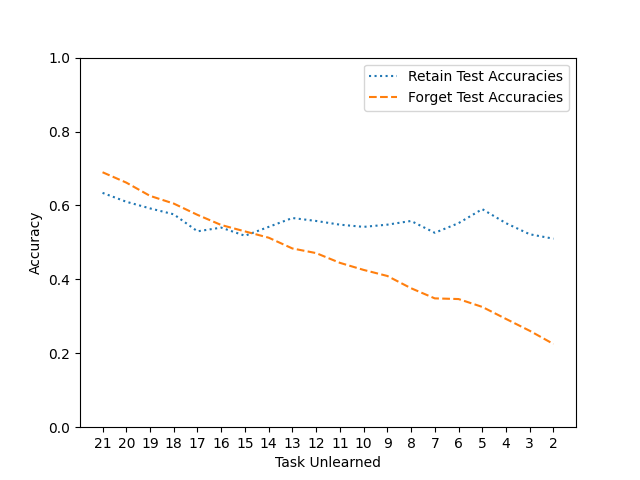 1.0
0.8
0.6
0.4
0.2
0.0
Accuracy
Retain Test Accuracies
Forget Test Accuracies
21 20 19 18 17 16 15 14 13 12 11 10 9 8 7 6 5 4 3 2
Task Unlearned